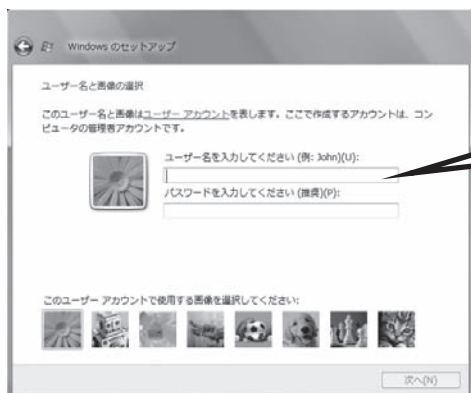 Windows のセットアップ
ユーザー名と画像の選択
このユーザー名と画像はユーザー アカウントを表します。ここで作成するアカウントは、コン
ピュータの管理者アカウントです。
ユーザー名を入力してください (例: John)(U):
パスワードを入力してください (推奨)(P):
このユーザー アカウントで使用する画像を選択してください:
次へ(N)